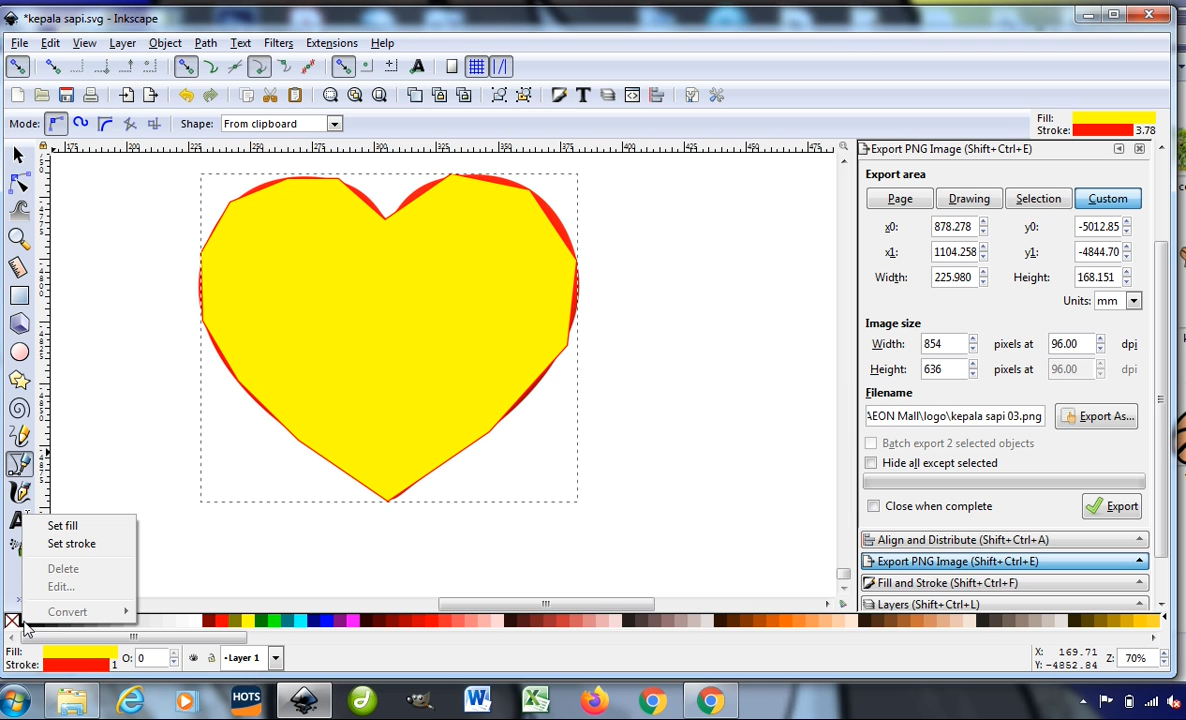 *kepala sapi.svg - Inkscape
File Edit View Layer Object Path Text Filters Extensions Help
Mode: Shape: From clipboard
Fill:
Stroke: 3.78
Export PNG Image (Shift+Ctrl+E)
Export area
Page Drawing Selection Custom
x0: 878.278 y0: -5012.85
x1: 1104.258 y1: -4844.70
Width: 225.980 Height: 168.151
Units: mm
Image size
Width: 854 pixels at 96.00 dpi
Height: 636 pixels at 96.00 dpi
Filename
AEON Mall\logo\kepala sapi 03.png Export As...
Batch export 2 selected objects
Hide all except selected
Close when complete Export
Align and Distribute (Shift+Ctrl+A)
Export PNG Image (Shift+Ctrl+E)
Fill and Stroke (Shift+Ctrl+F)
Layers (Shift+Ctrl+L)
Set fill
Set stroke
Delete
Edit...
Convert
Fill:
Stroke: 1 O: 0 Layer 1
X: 169.71
Y: -4852.84 Z: 70%
HOTS